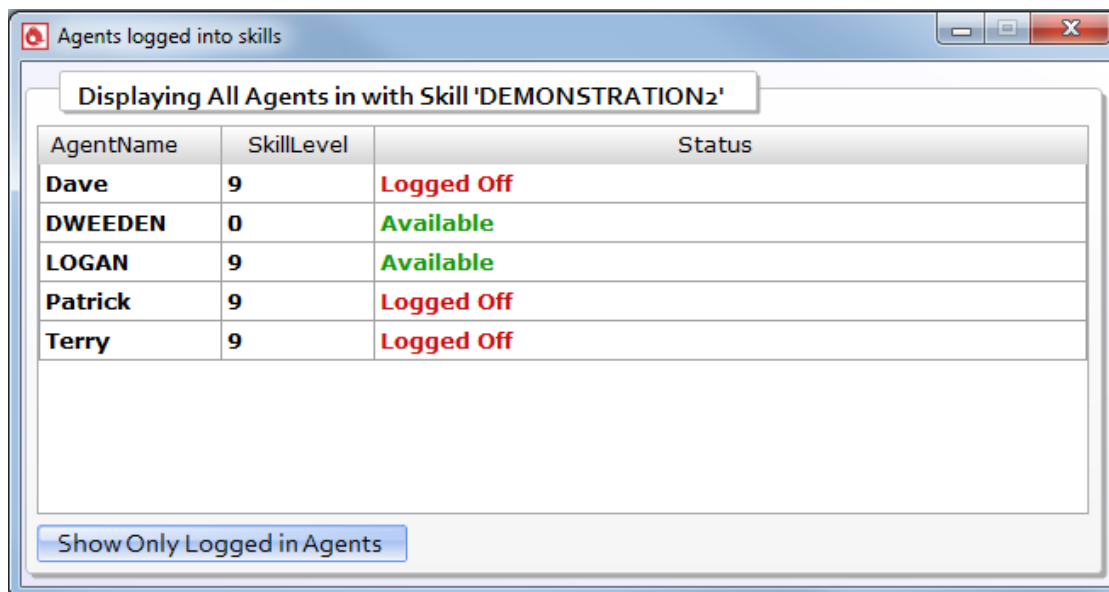 Agents logged into skills
Displaying All Agents in with Skill 'DEMONSTRATION2'
AgentName SkillLevel Status
Dave 9 Logged Off
DWEEDEN 0 Available
LOGAN 9 Available
Patrick 9 Logged Off
Terry 9 Logged Off
Show Only Logged in Agents